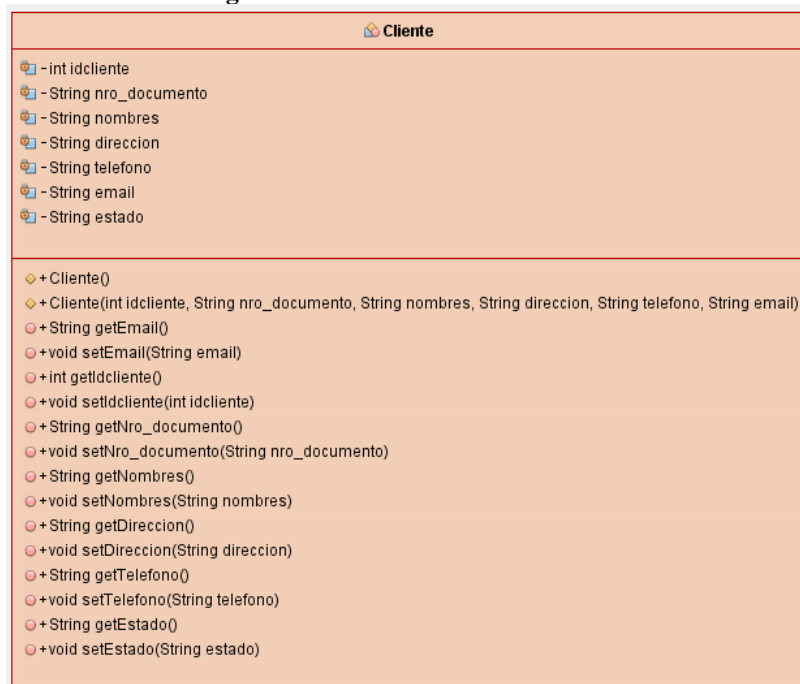 Cliente
- int idcliente
- String nro_documento
- String nombres
- String direccion
- String telefono
- String email
- String estado
+ Cliente()
+ Cliente(int idcliente, String nro_documento, String nombres, String direccion, String telefono, String email)
+ String getEmail()
+ void setEmail(String email)
+ int getIdcliente()
+ void setIdcliente(int idcliente)
+ String getNro_documento()
+ void setNro_documento(String nro_documento)
+ String getNombres()
+ void setNombres(String nombres)
+ String getDireccion()
+ void setDireccion(String direccion)
+ String getTelefono()
+ void setTelefono(String telefono)
+ String getEstado()
+ void setEstado(String estado)